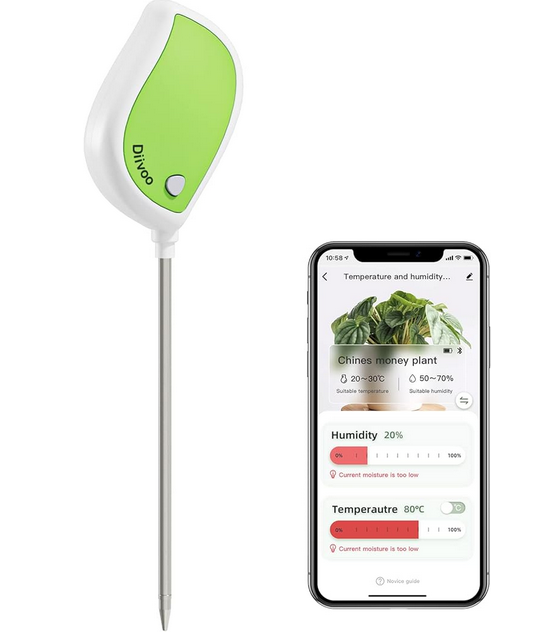 Diivoo
10:58
Temperature and humidity...
Chines money plant
20~30℃
50~70%
Suitable temperature
Suitable humidity
Humidity 20%
0%
100%
Current moisture is too low
Temperautre 80℃
℃
0%
100%
Current moisture is too low
Novice guide